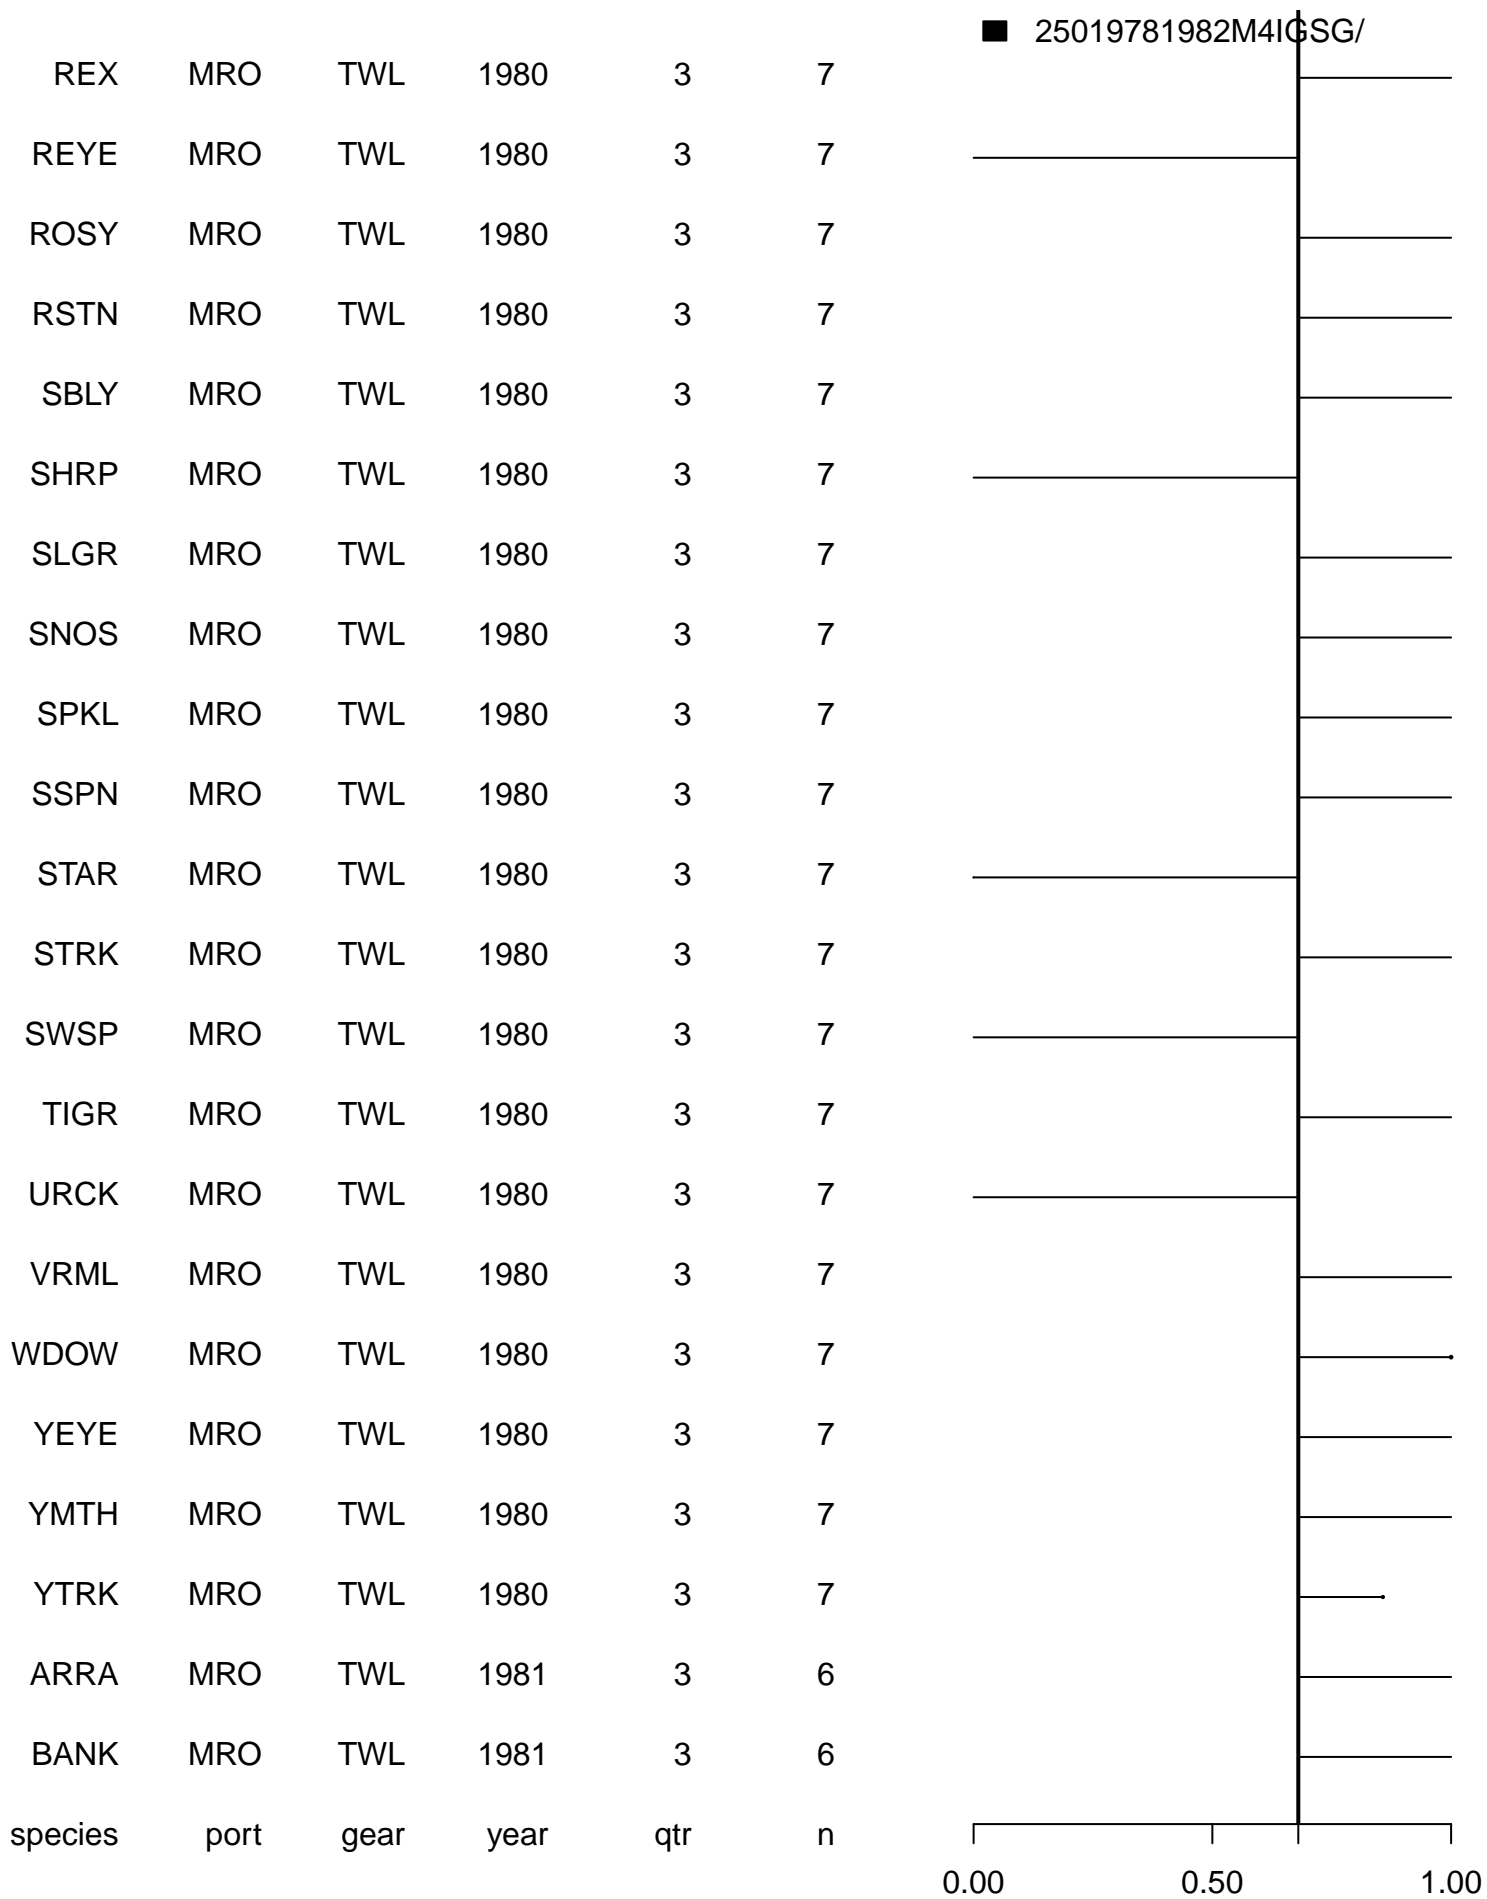 25019781982M4IGSG/
REX MRO TWL 1980 3 7
REYE MRO TWL 1980 3 7
ROSY MRO TWL 1980 3 7
RSTN MRO TWL 1980 3 7
SBLY MRO TWL 1980 3 7
SHRP MRO TWL 1980 3 7
SLGR MRO TWL 1980 3 7
SNOS MRO TWL 1980 3 7
SPKL MRO TWL 1980 3 7
SSPN MRO TWL 1980 3 7
STAR MRO TWL 1980 3 7
STRK MRO TWL 1980 3 7
SWSP MRO TWL 1980 3 7
TIGR MRO TWL 1980 3 7
URCK MRO TWL 1980 3 7
VRML MRO TWL 1980 3 7
WDOW MRO TWL 1980 3 7
YEYE MRO TWL 1980 3 7
YMTH MRO TWL 1980 3 7
YTRK MRO TWL 1980 3 7
ARRA MRO TWL 1981 3 6
BANK MRO TWL 1981 3 6
species port gear year qtr n
0.00 0.50 1.00